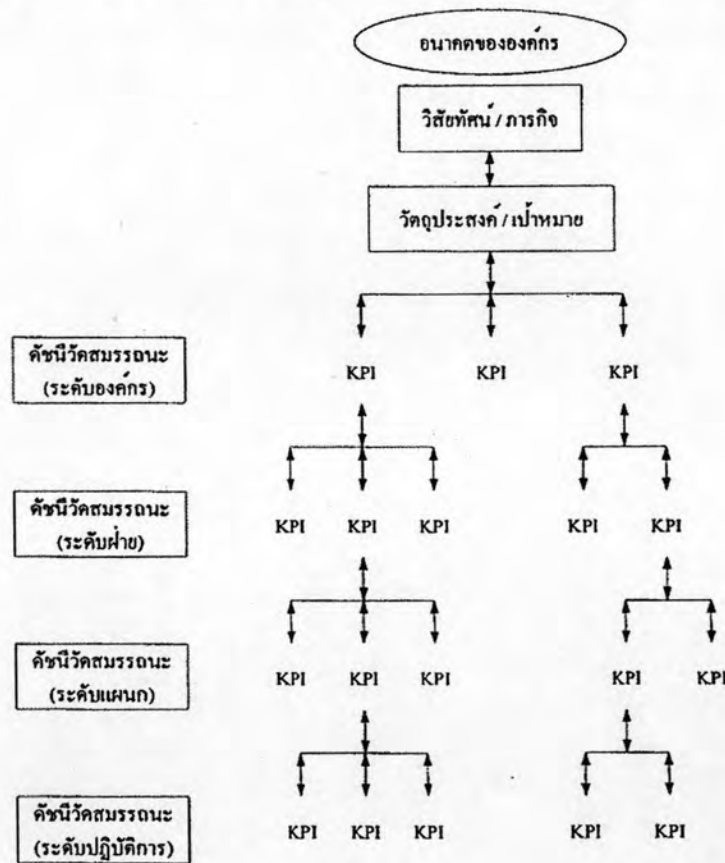 อนาคตขององค์กร
วิสัยทัศน์ / ภารกิจ
วัตถุประสงค์ / เป้าหมาย
ดัชนีวัดสมรรถนะ
(ระดับองค์กร)
KPI KPI KPI
ดัชนีวัดสมรรถนะ
(ระดับฝ่าย)
KPI KPI KPI KPI KPI
ดัชนีวัดสมรรถนะ
(ระดับแผนก)
KPI KPI KPI KPI KPI
ดัชนีวัดสมรรถนะ
(ระดับปฏิบัติการ)
KPI KPI KPI KPI KPI